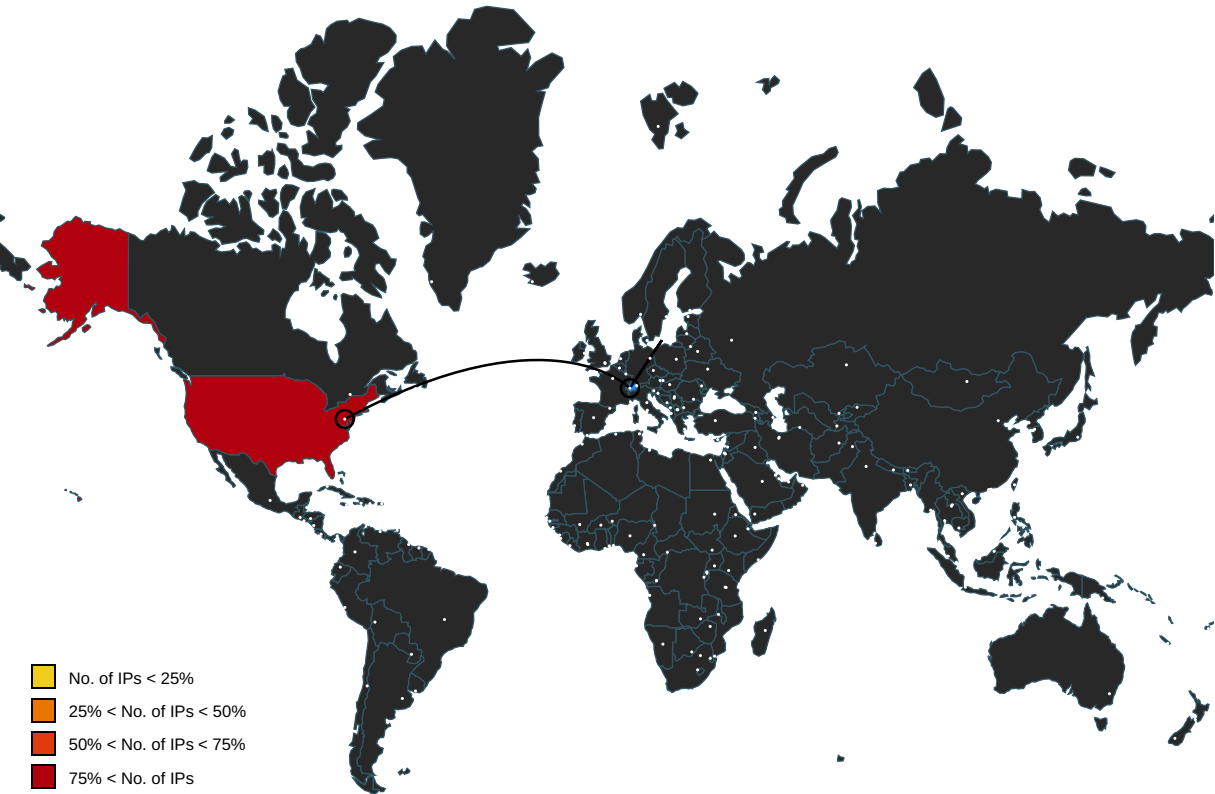 No. of IPs < 25%
25% < No. of IPs < 50%
50% < No. of IPs < 75%
75% < No. of IPs